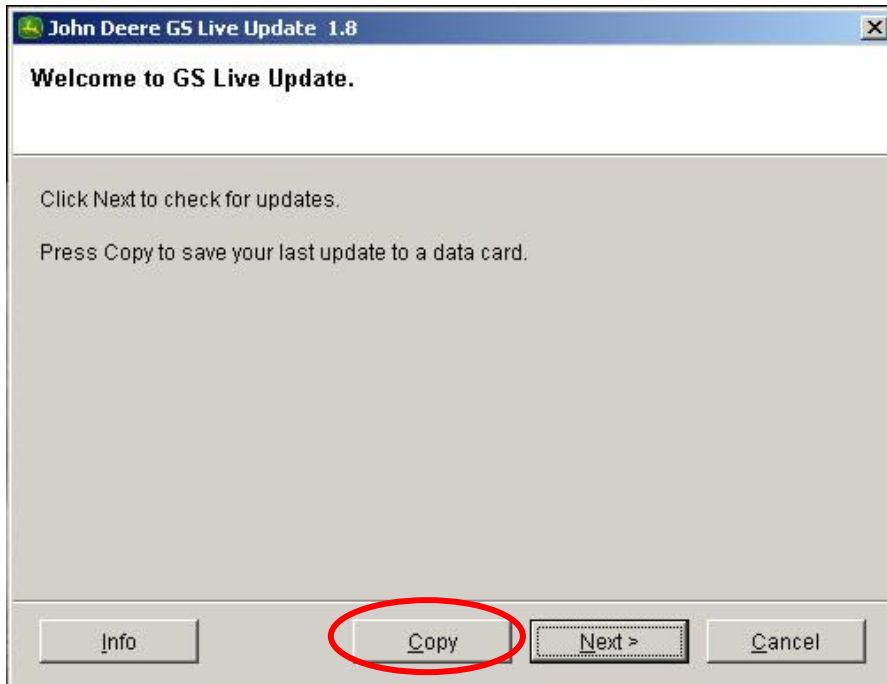 John Deere GS Live Update 1.8
Welcome to GS Live Update.
Click Next to check for updates.
Press Copy to save your last update to a data card.
Info Copy Next > Cancel